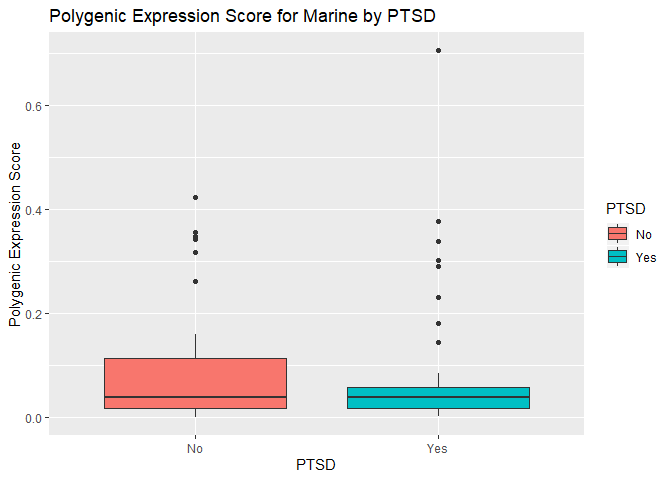 Polygenic Expression Score for Marine by PTSD
Polygenic Expression Score
0.6
0.4
0.2
0.0
No
Yes
PTSD
PTSD
No
Yes